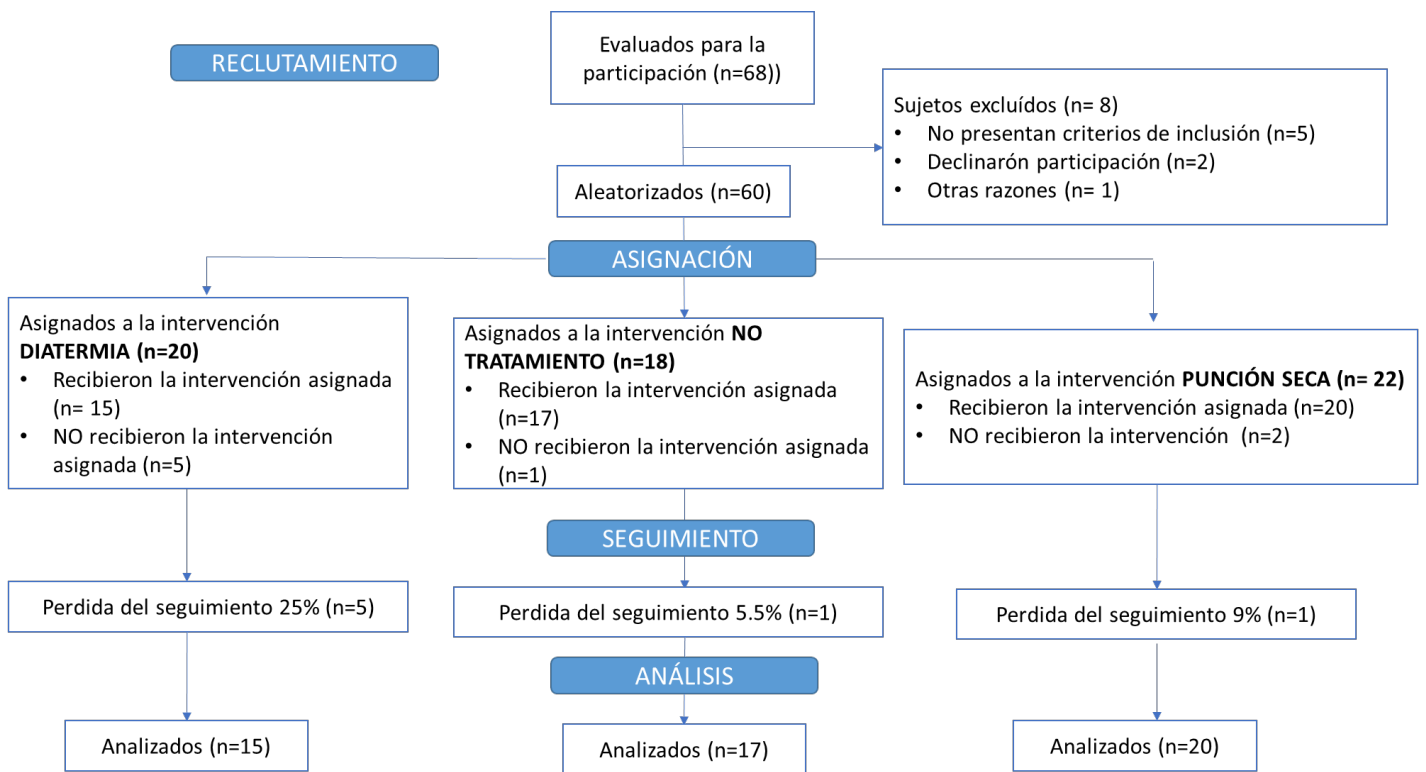 RECLUTAMIENTO
Evaluados para la
participación (n=68))
Sujetos excluídos (n= 8)
• No presentan criterios de inclusión (n=5)
• Declinarón participación (n=2)
• Otras razones (n= 1)
Aleatorizados (n=60)
ASIGNACIÓN
Asignados a la intervención
DIATERMIA (n=20)
• Recibieron la intervención asignada
(n= 15)
• NO recibieron la intervención
asignada (n=5)
Asignados a la intervención NO
TRATAMIENTO (n=18)
• Recibieron la intervención asignada
(n=17)
• NO recibieron la intervención asignada
(n=1)
Asignados a la intervención PUNCIÓN SECA (n= 22)
• Recibieron la intervención asignada (n=20)
• NO recibieron la intervención (n=2)
SEGUIMIENTO
Perdida del seguimiento 25% (n=5)
Perdida del seguimiento 5.5% (n=1)
Perdida del seguimiento 9% (n=1)
ANÁLISIS
Analizados (n=15)
Analizados (n=17)
Analizados (n=20)